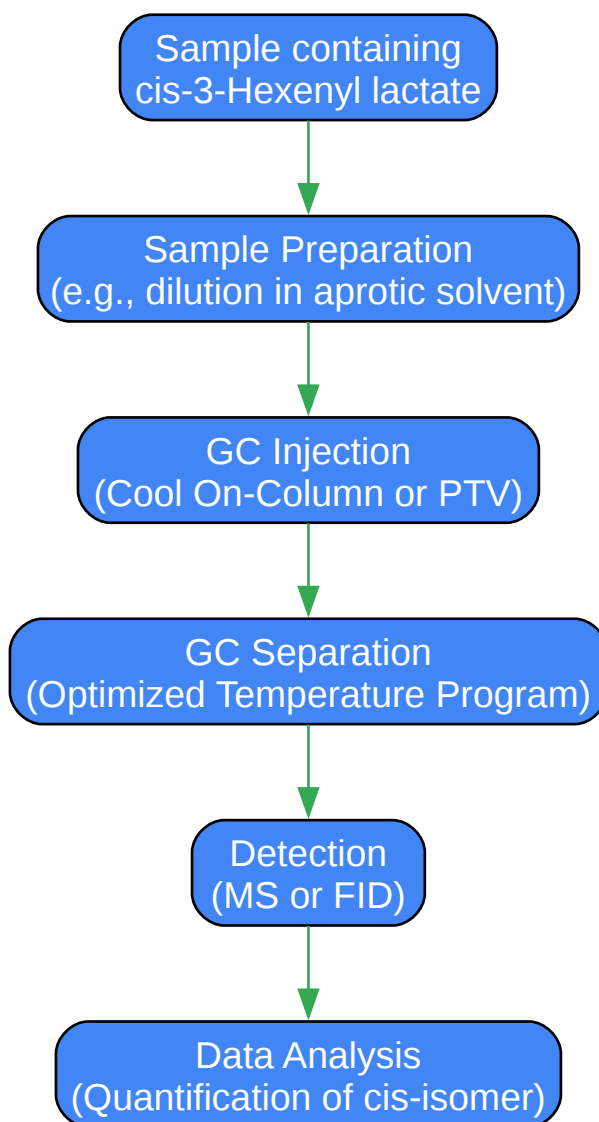 Sample containing
cis-3-Hexenyl lactate
Sample Preparation
(e.g., dilution in aprotic solvent)
GC Injection
(Cool On-Column or PTV)
GC Separation
(Optimized Temperature Program)
Detection
(MS or FID)
Data Analysis
(Quantification of cis-isomer)